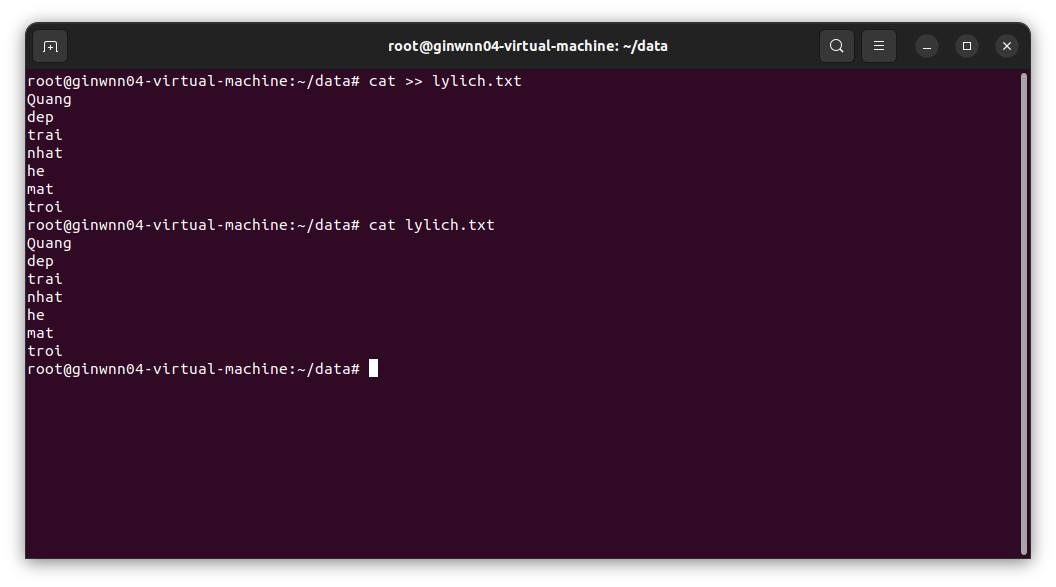 root@ginwnn04-virtual-machine: ~/data
root@ginwnn04-virtual-machine:~/data# cat >> lylich.txt
Quang
dep
trai
nhat
he
mat
troi
root@ginwnn04-virtual-machine:~/data# cat lylich.txt
Quang
dep
trai
nhat
he
mat
troi
root@ginwnn04-virtual-machine:~/data#